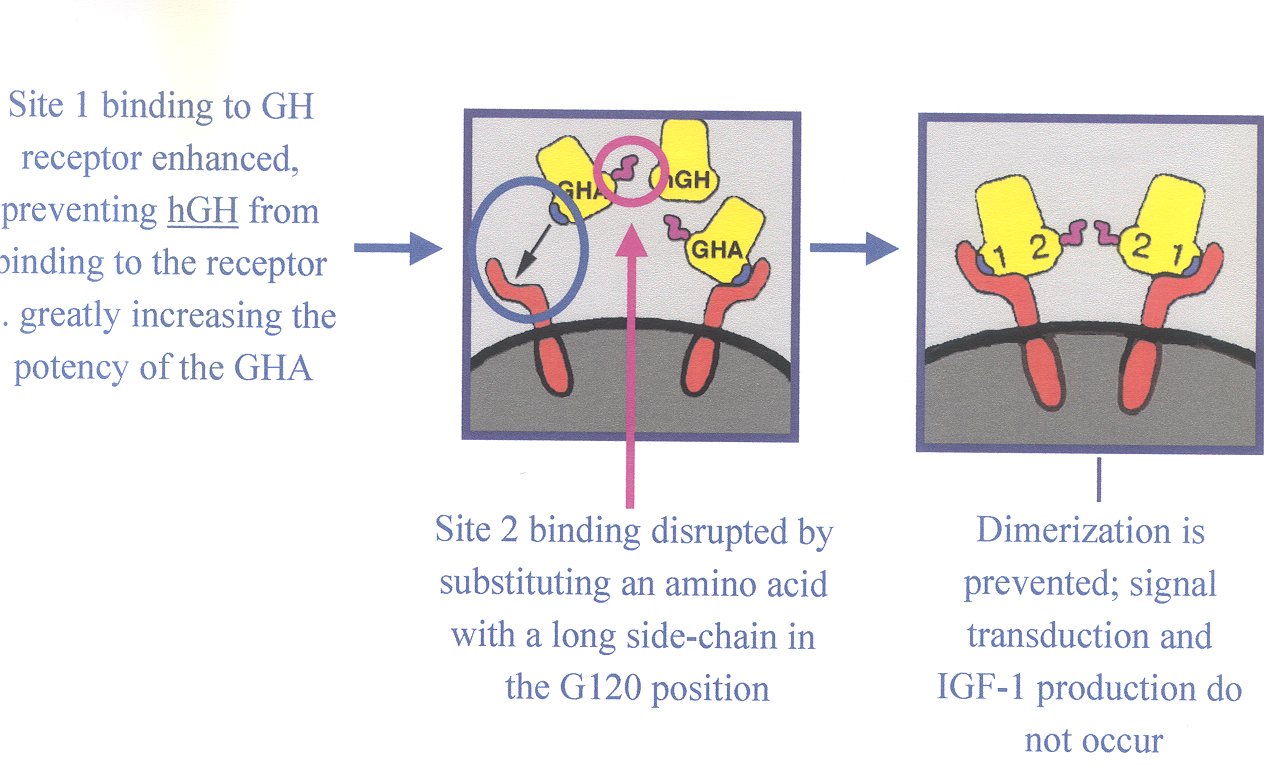 Site 1 binding to GH
receptor enhanced,
preventing hGH from
binding to the receptor
. greatly increasing the
potency of the GHA
GHA
hGH
GHA
1 2
2 1
Site 2 binding disrupted by
substituting an amino acid
with a long side-chain in
the G120 position
Dimerization is
prevented; signal
transduction and
IGF-1 production do
not occur